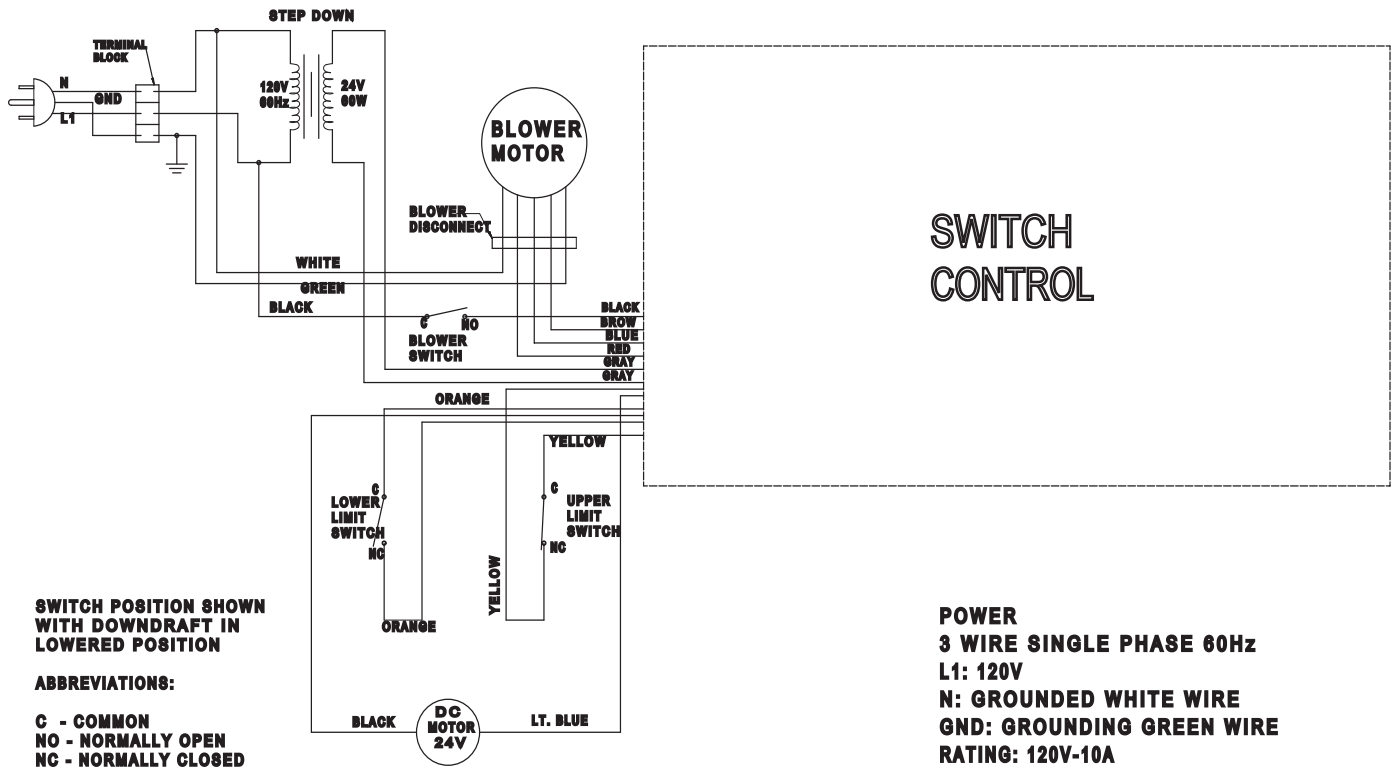 STEP DOWN
TERMINAL
BLOCK
N
GND
L1
120V
60Hz
24V
60W
BLOWER
MOTOR
BLOWER
DISCONNECT
WHITE
GREEN
BLACK
C
NO
BLOWER
SWITCH
BLACK
BROW
BLUE
RED
GRAY
GRAY
SWITCH
CONTROL
ORANGE
YELLOW
C
LOWER
LIMIT
SWITCH
NC
C
UPPER
LIMIT
SWITCH
NC
YELLOW
ORANGE
BLACK
DC
MOTOR
24V
LT. BLUE
SWITCH POSITION SHOWN
WITH DOWNDRAFT IN
LOWERED POSITION
ABBREVIATIONS:
C - COMMON
NO - NORMALLY OPEN
NC - NORMALLY CLOSED
POWER
3 WIRE SINGLE PHASE 60Hz
L1: 120V
N: GROUNDED WHITE WIRE
GND: GROUNDING GREEN WIRE
RATING: 120V-10A